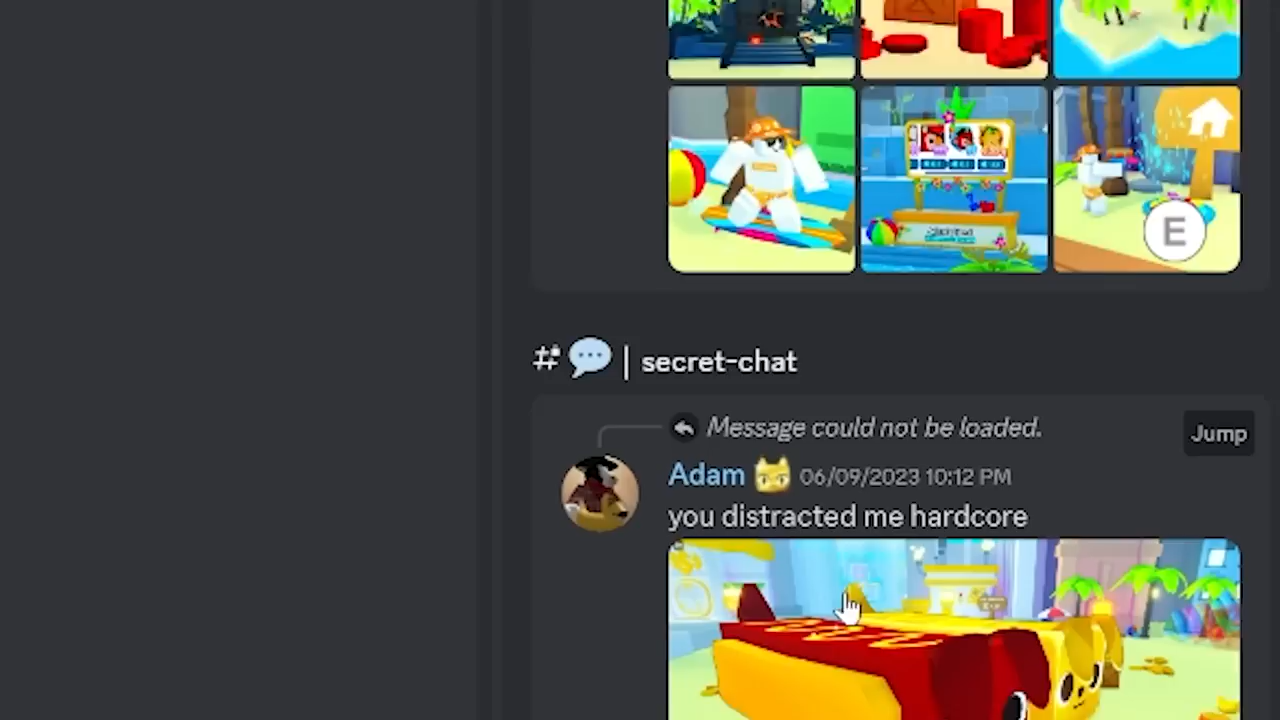 E
# 💬 | secret-chat
Message could not be loaded.
Jump
Adam 06/09/2023 10:12 PM
you distracted me hardcore